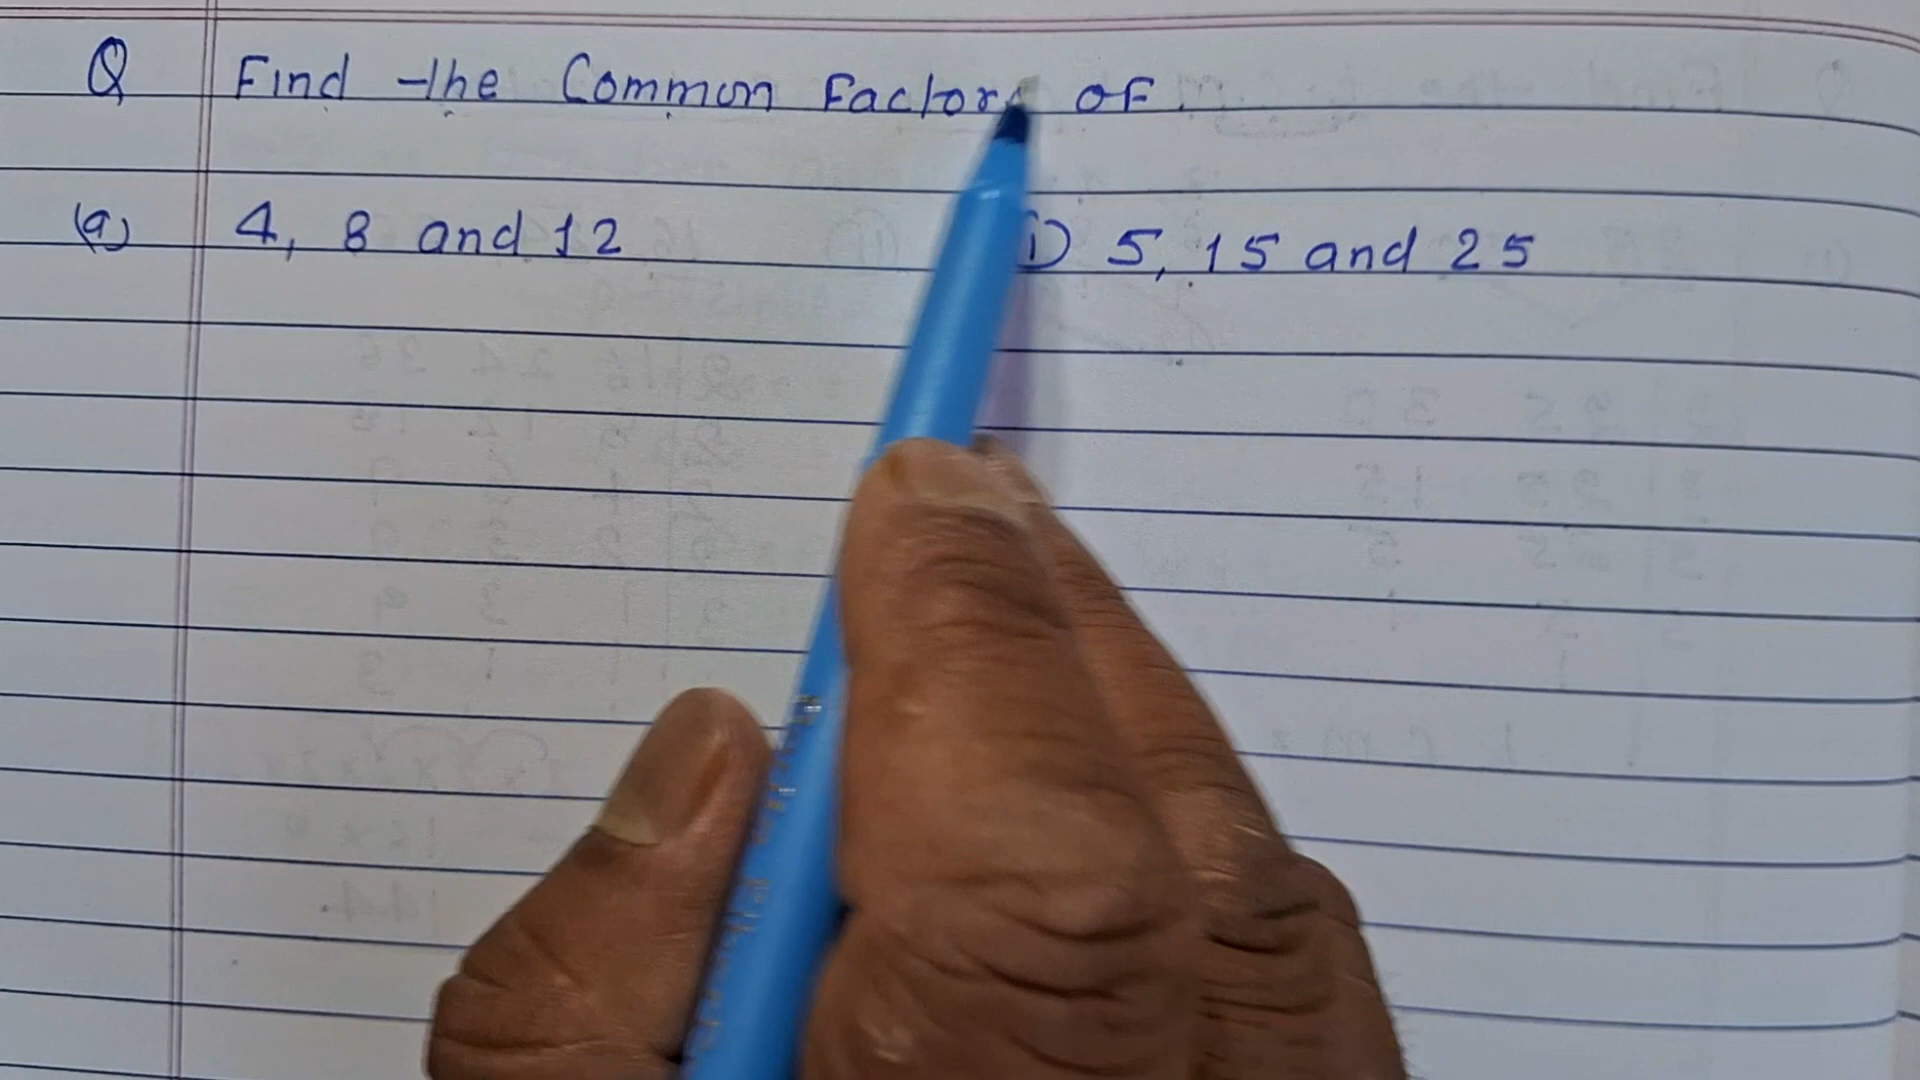 Q Find the Common Factors of
(a) 4, 8 and 12 i) 5, 15 and 25